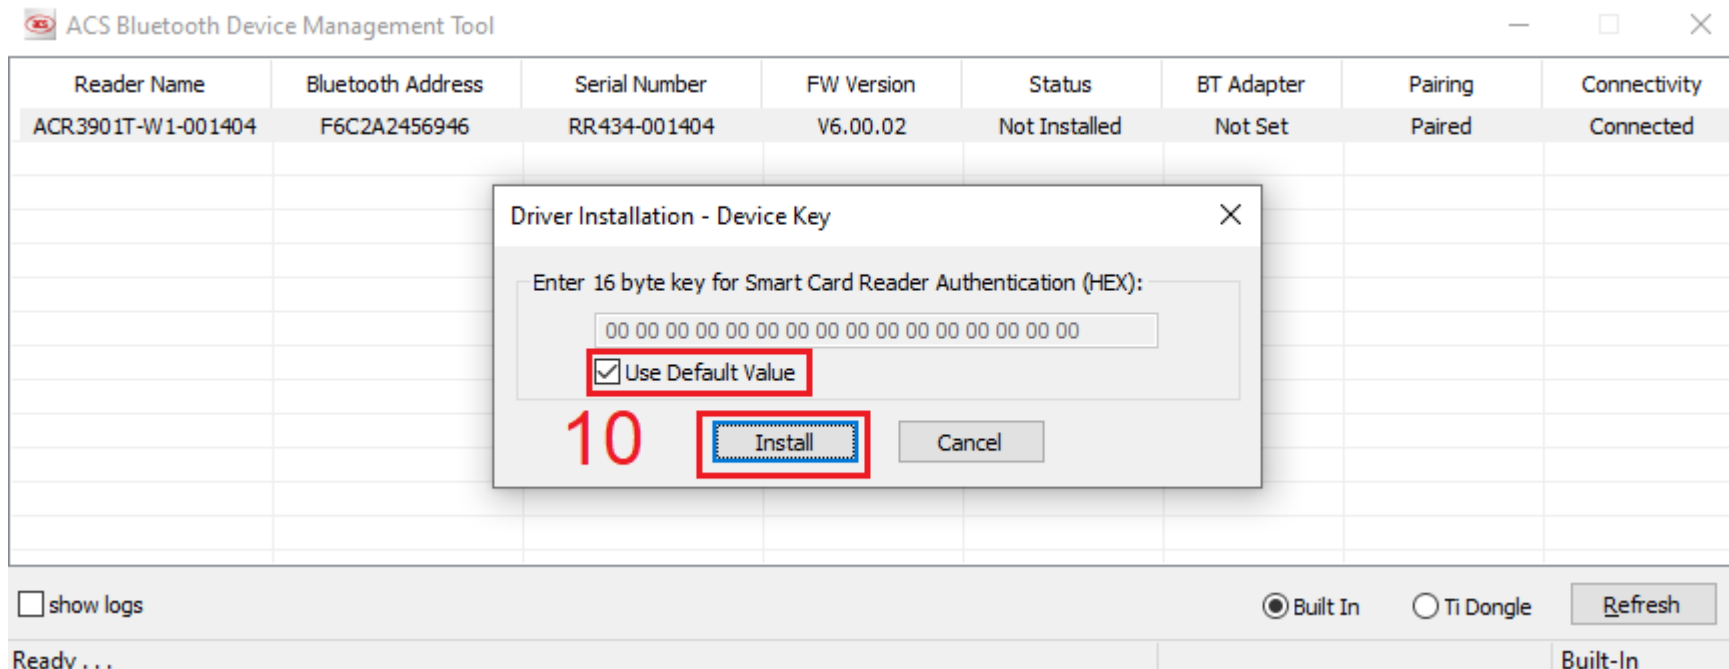 ACS Bluetooth Device Management Tool
Reader Name Bluetooth Address Serial Number FW Version Status BT Adapter Pairing Connectivity
ACR3901T-W1-001404 F6C2A2456946 RR434-001404 V6.00.02 Not Installed Not Set Paired Connected
Driver Installation - Device Key
Enter 16 byte key for Smart Card Reader Authentication (HEX):
00 00 00 00 00 00 00 00 00 00 00 00 00 00 00 00
Use Default Value
10 Install Cancel
show logs Built In Ti Dongle Refresh
Ready . . . Built-In